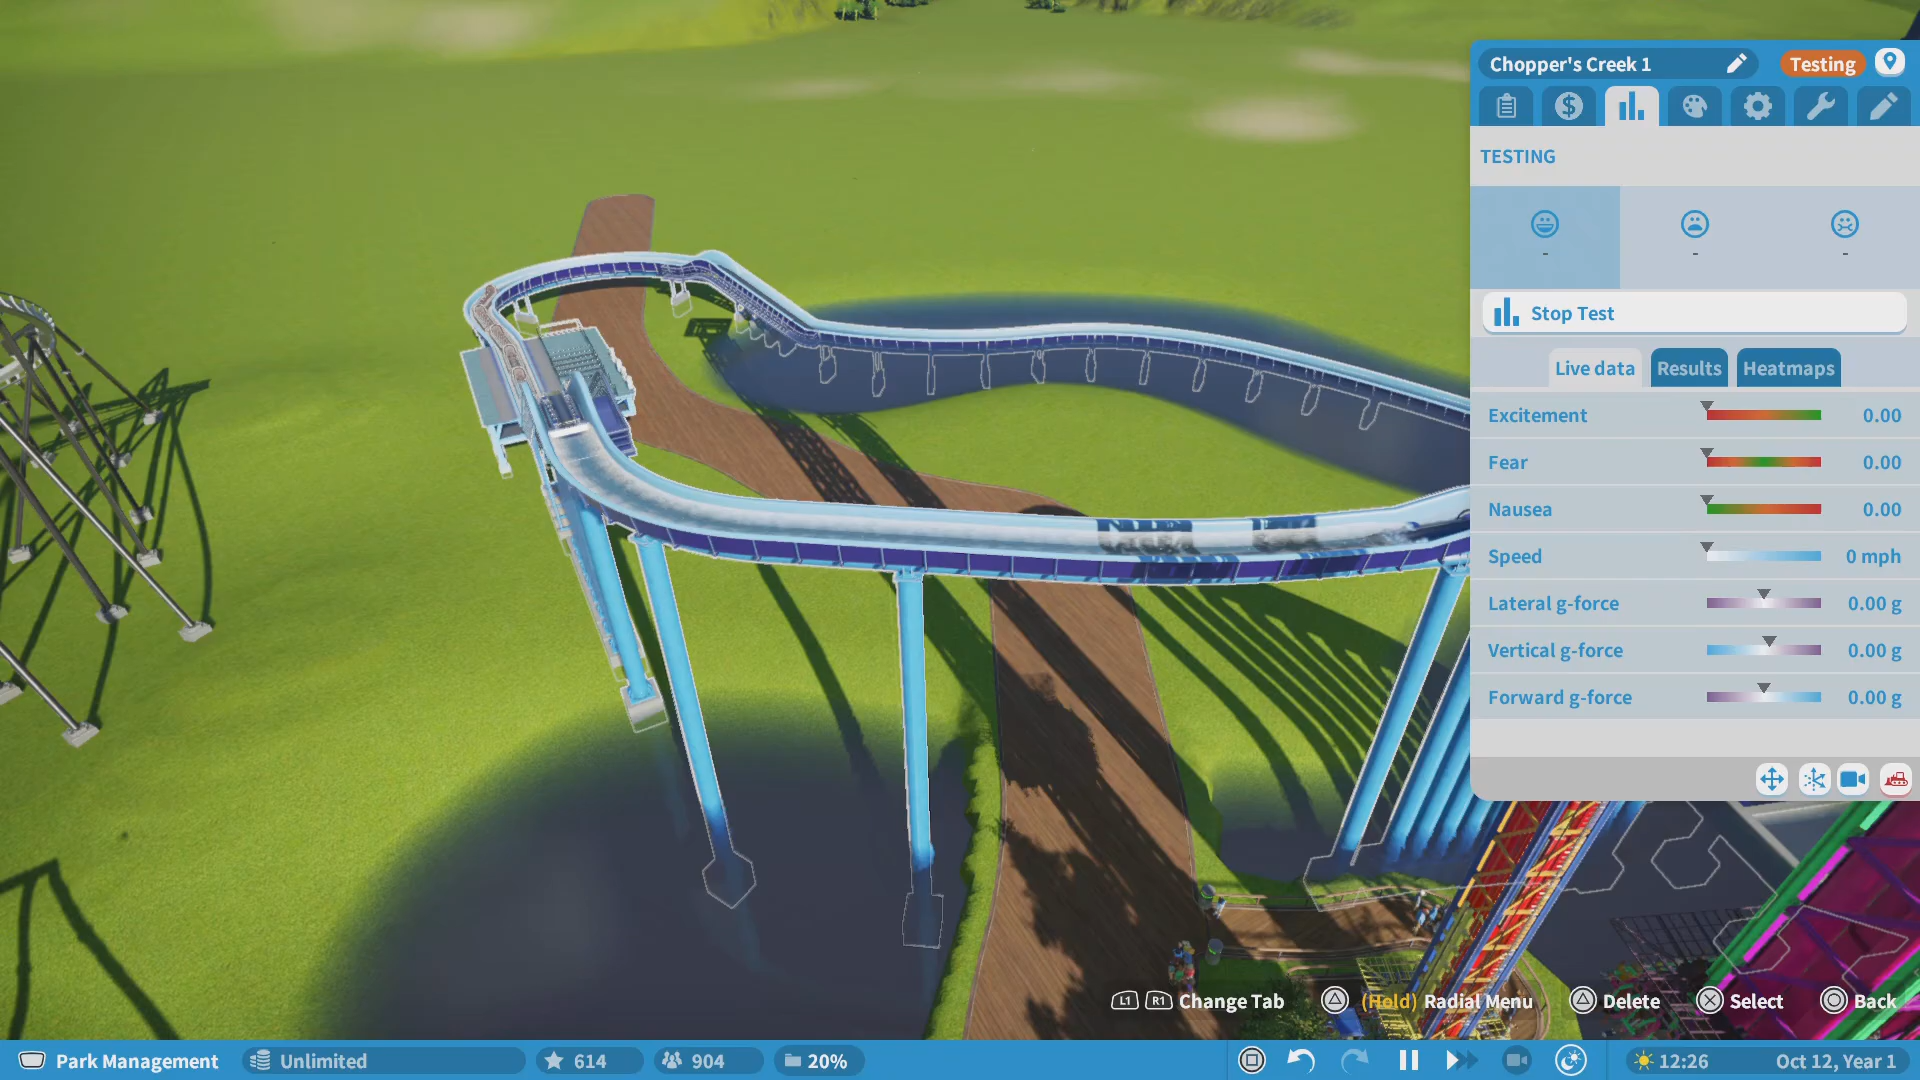 Chopper's Creek 1
Testing
TESTING
-
-
-
Stop Test
Live data
Results
Heatmaps
Excitement 0.00
Fear 0.00
Nausea 0.00
Speed 0 mph
Lateral g-force 0.00 g
Vertical g-force 0.00 g
Forward g-force 0.00 g
L1 R1 Change Tab (Hold) Radial Menu Delete Select Back
Park Management Unlimited 614 904 20% 12:26 Oct 12, Year 1